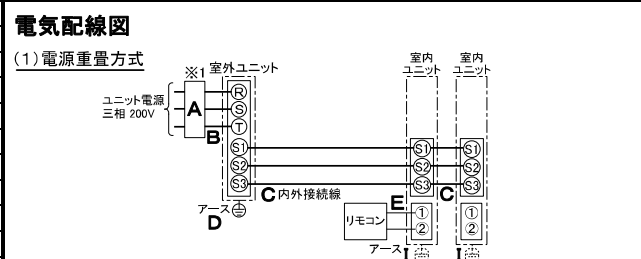 電気配線図
(1)電源重畳方式
※1
室外ユニット
室内
ユニット
室内
ユニット
ユニット電源
三相 200V
A
B
R
S
T
S1
S2
S3
S1
S2
S3
S1
S2
S3
C 内外接続線
C
アース
D
E
リモコン
①
②
①
②
アース
I
I